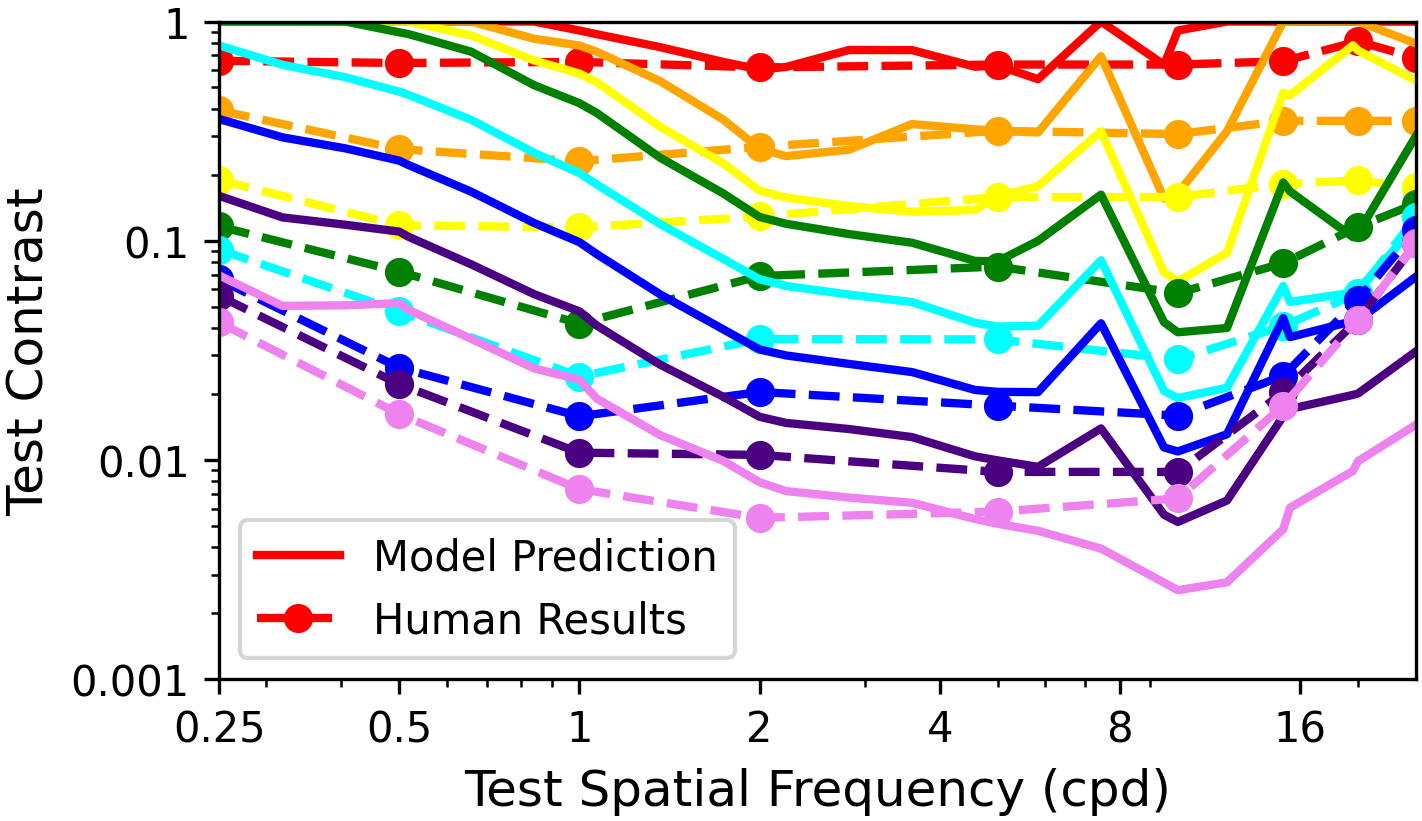 1
0.1
0.01
0.001
Test Contrast
Model Prediction
Human Results
0.25 0.5 1 2 4 8 16
Test Spatial Frequency (cpd)